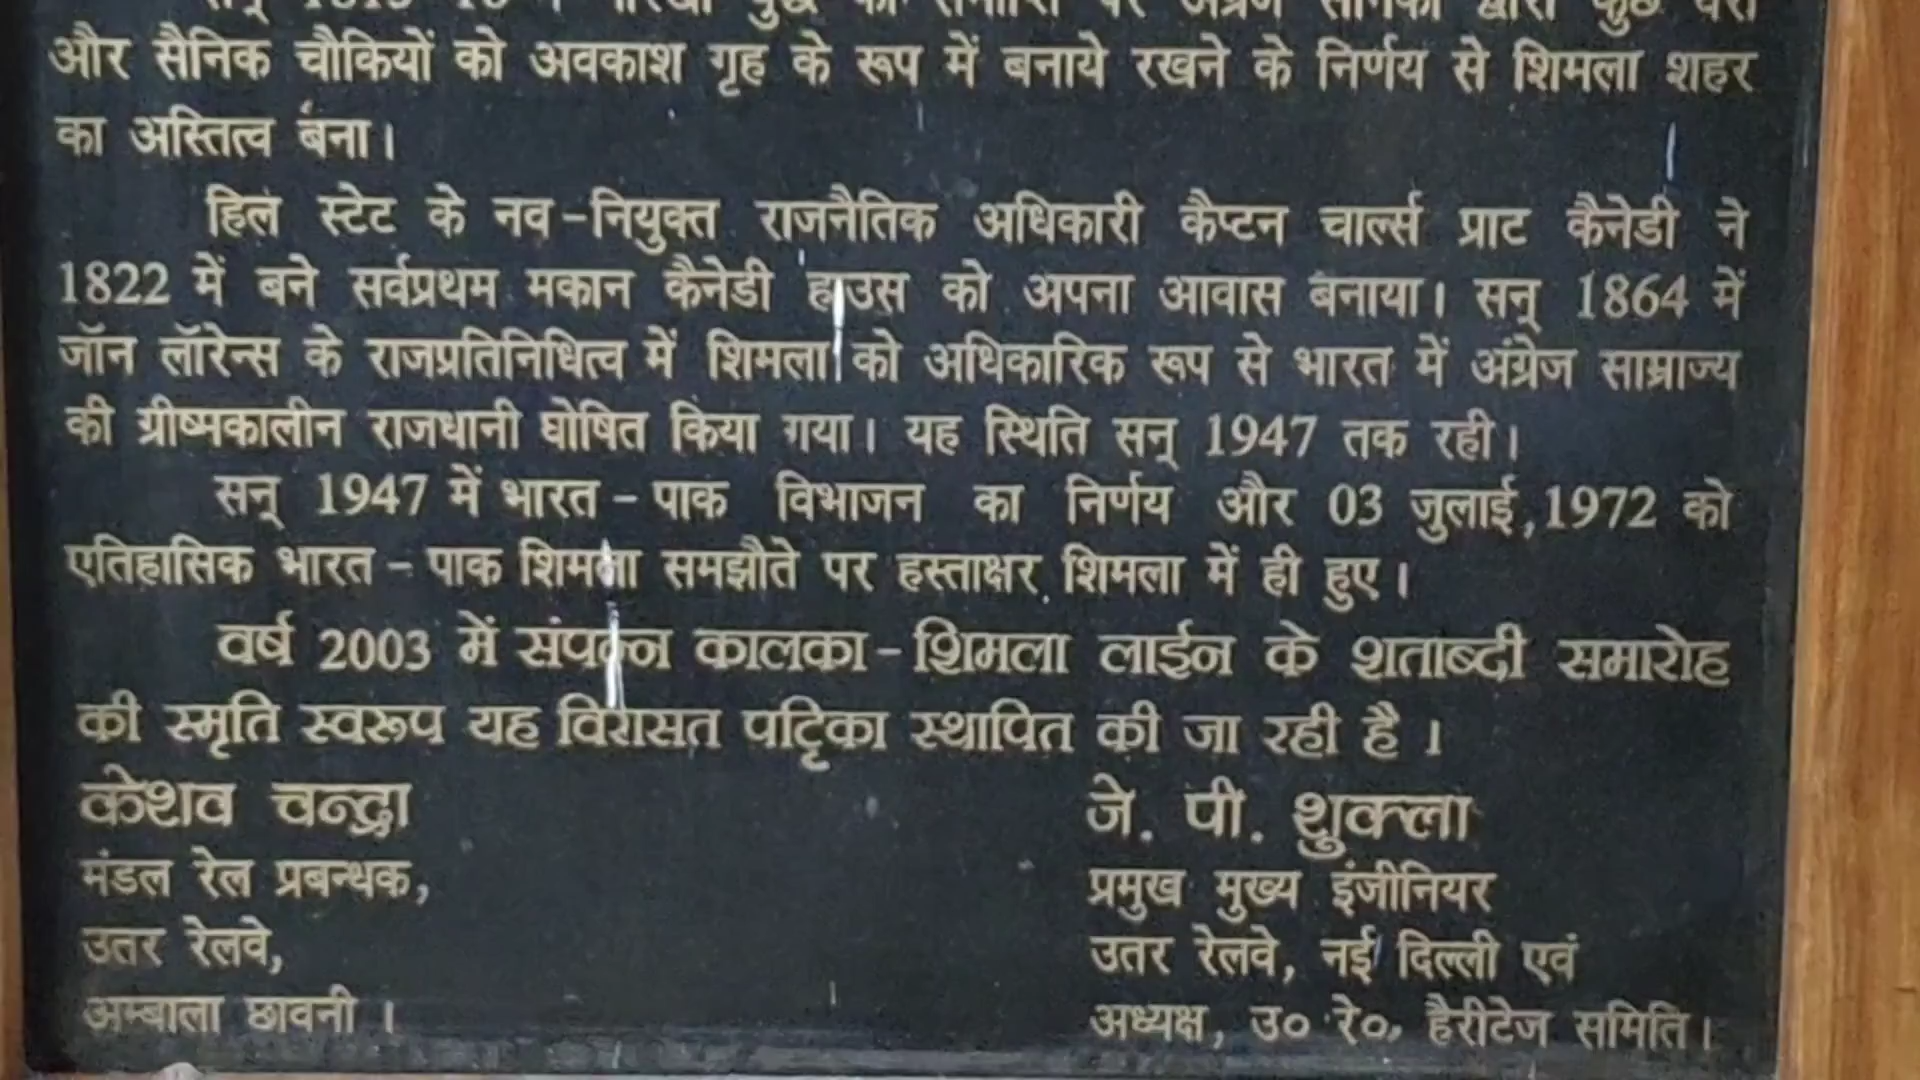 और सैनिक चौकियों को अवकाश गृह के रूप में बनाये रखने के निर्णय से शिमला शहर
का अस्तित्व बना।
हिल स्टेट के नव-नियुक्त राजनैतिक अधिकारी कैप्टन चार्ल्स प्राट कैनेडी ने
1822 में बने सर्वप्रथम मकान कैनेडी हाउस को अपना आवास बनाया। सन् 1864 में
जॉन लॉरेन्स के राजप्रतिनिधित्व में शिमला को अधिकारिक रूप से भारत में अंग्रेज साम्राज्य
की ग्रीष्मकालीन राजधानी घोषित किया गया। यह स्थिति सन् 1947 तक रही।
सन् 1947 में भारत - पाक विभाजन का निर्णय और 03 जुलाई,1972 को
एतिहासिक भारत - पाक शिमला समझौते पर हस्ताक्षर शिमला में ही हुए।
वर्ष 2003 में संपन्न कालका - शिमला लाईन के शताब्दी समारोह
की स्मृति स्वरूप यह विरासत पट्टिका स्थापित की जा रही है।
केशव चन्द्रा
मंडल रेल प्रबन्धक,
उतर रेलवे,
अम्बाला छावनी।
जे. पी. शुक्ला
प्रमुख मुख्य इंजीनियर
उतर रेलवे, नई दिल्ली एवं
अध्यक्ष, उ० रे०, हैरीटेज समिति।